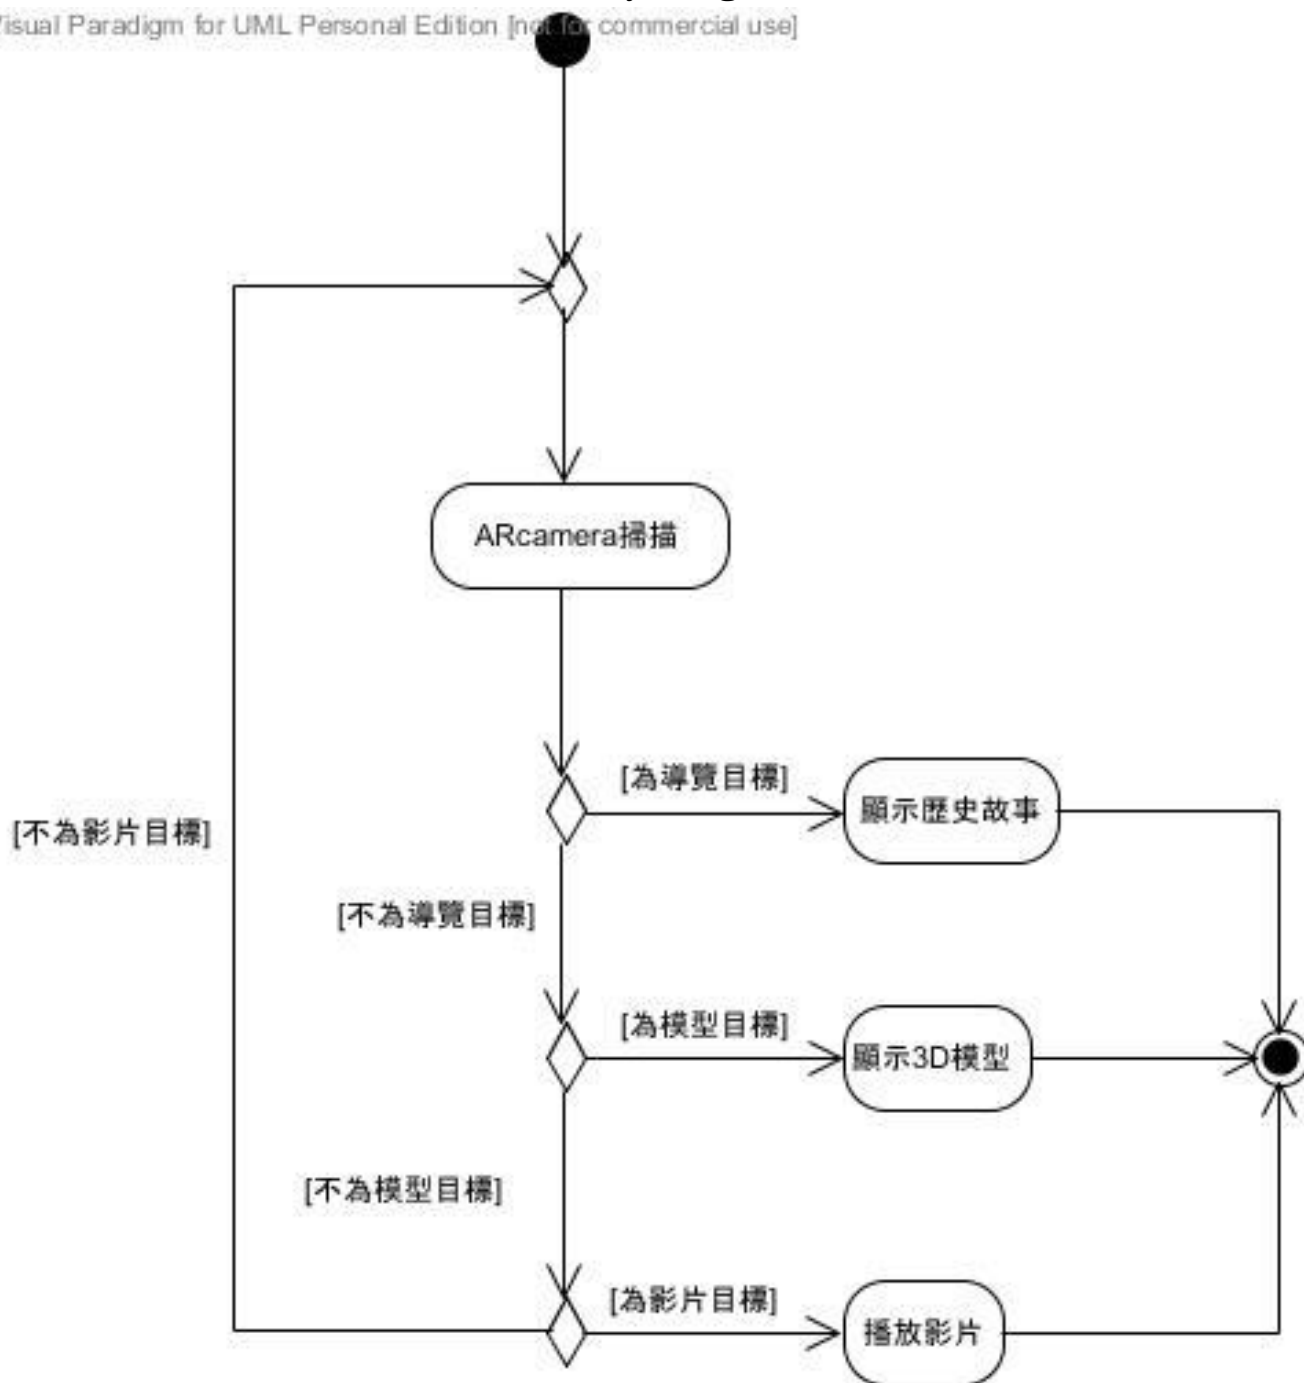 Visual Paradigm for UML Personal Edition [not for commercial use]
ARcamera掃描
[為導覽目標]
顯示歷史故事
[不為影片目標]
[不為導覽目標]
[為模型目標]
顯示3D模型
[不為模型目標]
[為影片目標]
播放影片